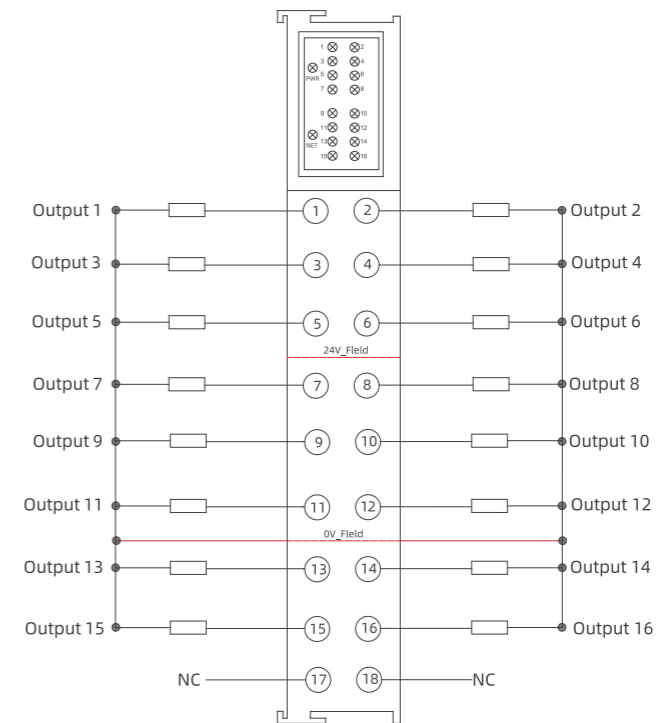 1 2
3 4
PWR 5 6
7 8
9 10
11 12
NET 13 14
15 16
Output 1 1 2 Output 2
Output 3 3 4 Output 4
Output 5 5 6 Output 6
24V_Fleld
Output 7 7 8 Output 8
Output 9 9 10 Output 10
Output 11 11 12 Output 12
0V_Fleld
Output 13 13 14 Output 14
Output 15 15 16 Output 16
NC 17 18 NC